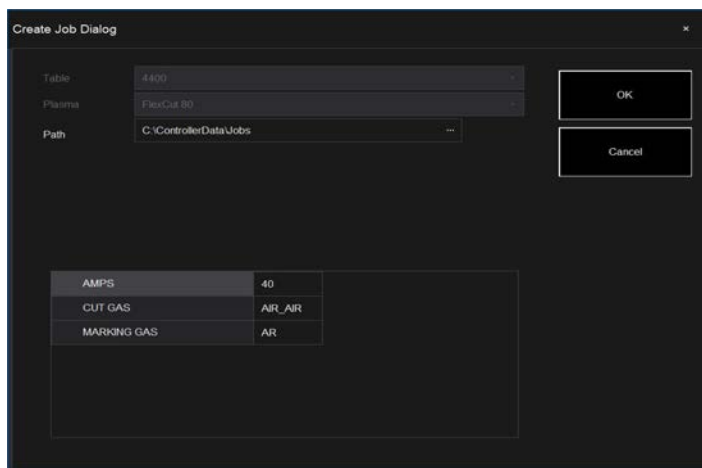 Create Job Dialog ×
Table 4400
Plasma FlexCut 80
Path C:\ControllerData\Jobs ...
OK
Cancel
AMPS 40
CUT GAS AIR_AIR
MARKING GAS AR